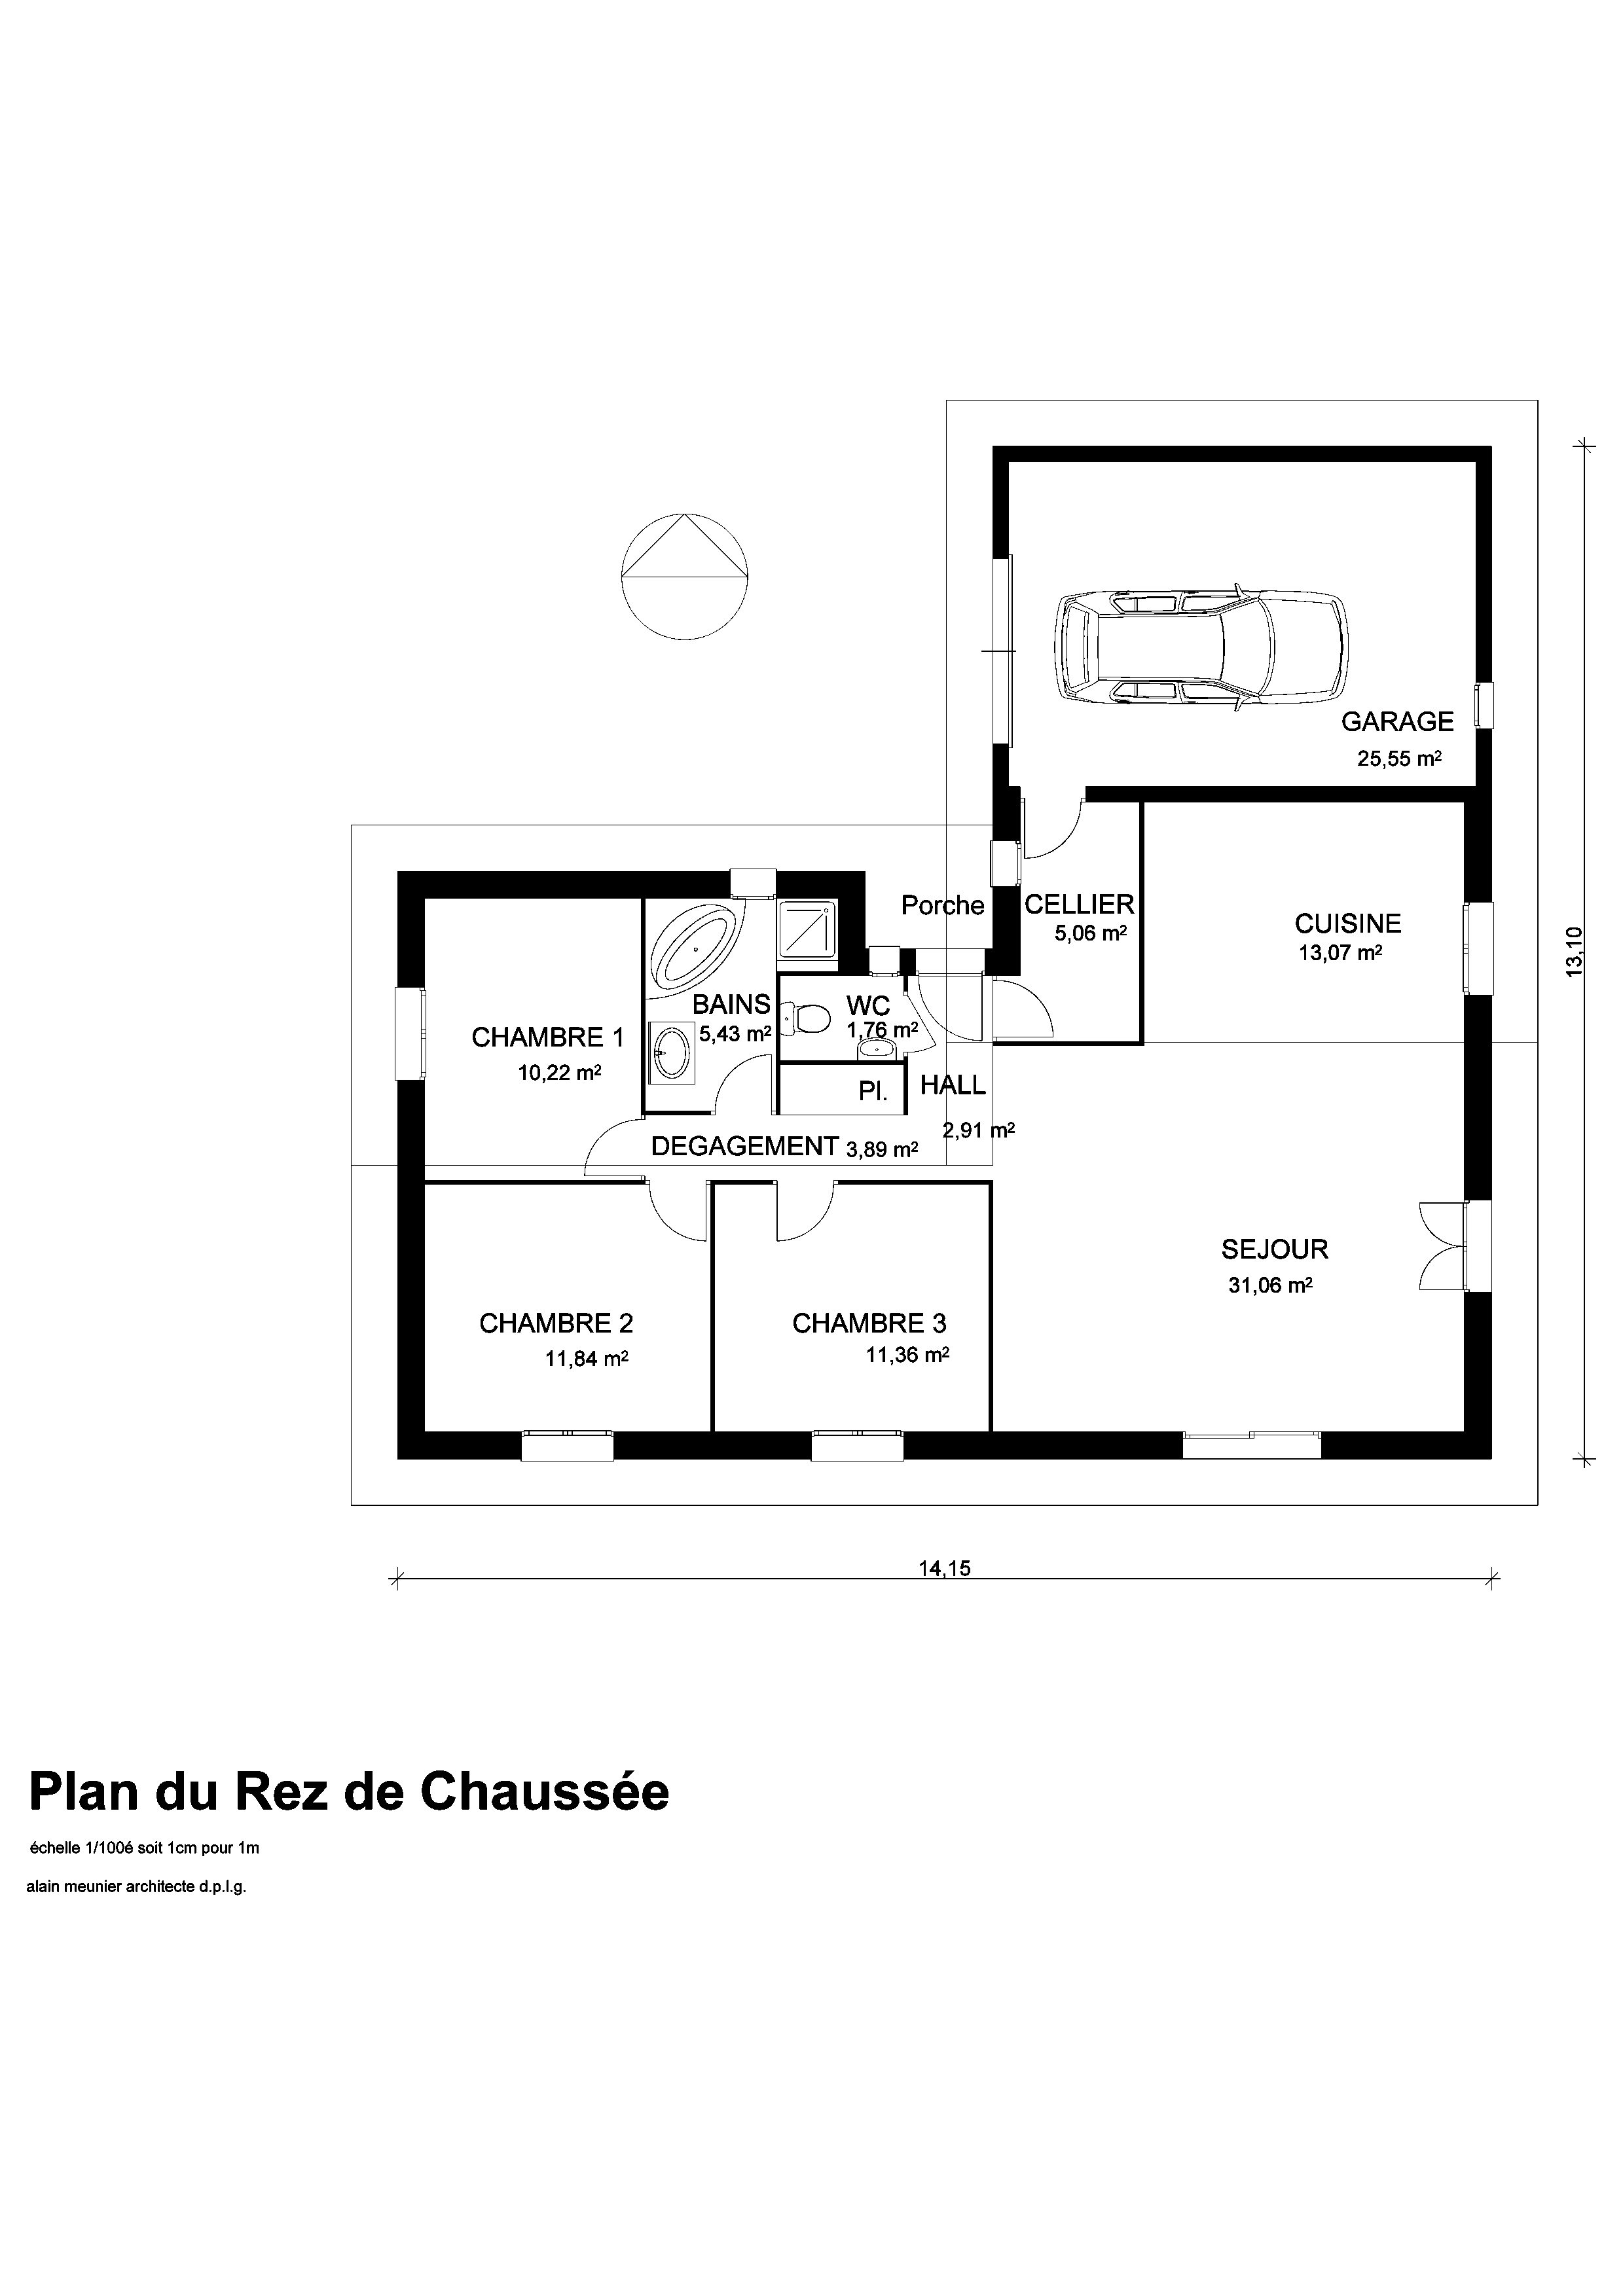 GARAGE
25,55 m²
Porche
CELLIER
5,06 m²
CUISINE
13,07 m²
13,10
BAINS
5,43 m²
WC
1,76 m²
CHAMBRE 1
10,22 m²
Pl.
HALL
2,91 m²
DEGAGEMENT 3,89 m²
SEJOUR
31,06 m²
CHAMBRE 2
11,84 m²
CHAMBRE 3
11,36 m²
14,15
Plan du Rez de Chaussée
échelle 1/100é soit 1cm pour 1m
alain meunier architecte d.p.l.g.